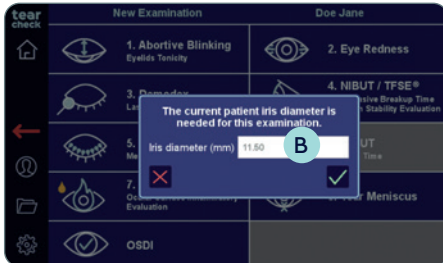 tear
check
New Examination
Doe Jane
1. Abortive Blinking
Eyelids Tonicity
2. Eye Redness
3. Demodex
4. NIBUT / TFSE®
Breakup Time
Stability Evaluation
The current patient iris diameter is
needed for this examination.
Iris diameter (mm) 11.50 B
5.
Time
7.
Evaluation
Meniscus
OSDI